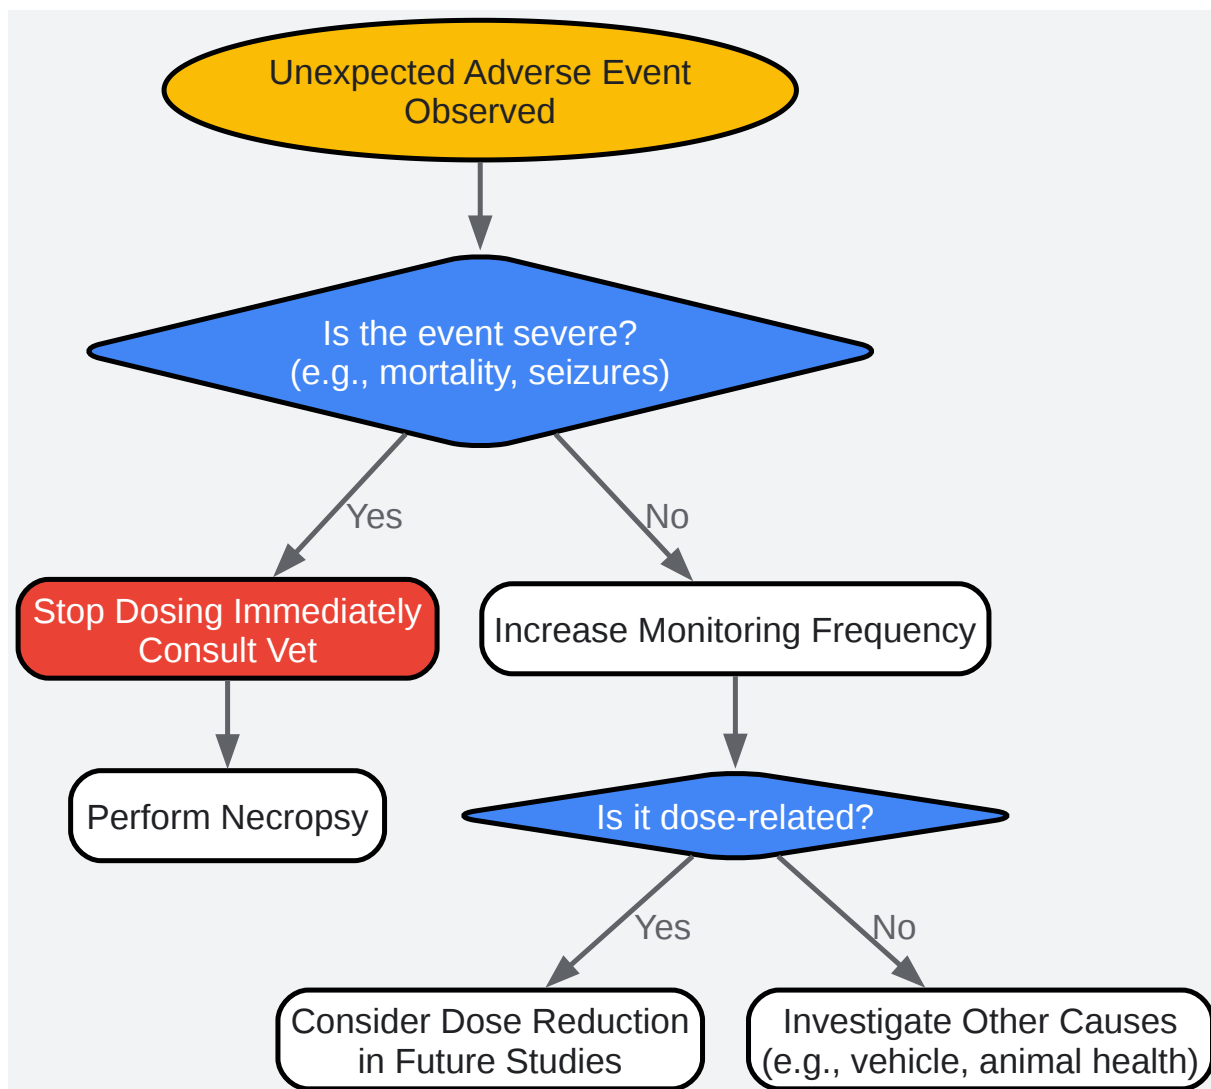 Unexpected Adverse Event
Observed
Is the event severe?
(e.g., mortality, seizures)
Yes
No
Stop Dosing Immediately
Consult Vet
Increase Monitoring Frequency
Perform Necropsy
Is it dose-related?
Yes
No
Consider Dose Reduction
in Future Studies
Investigate Other Causes
(e.g., vehicle, animal health)